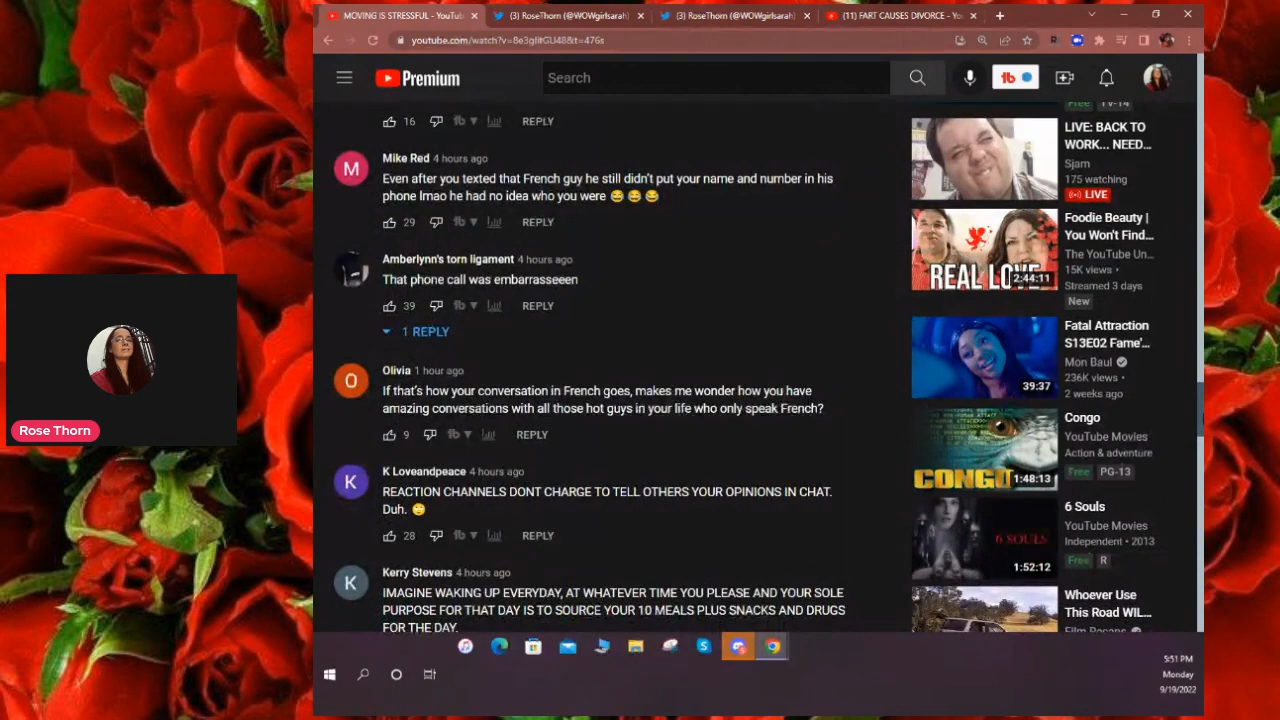 MOVING IS STRESSFUL - YouTu
(3) RoseThorn (@WOWgirlsarah)
(3) RoseThorn (@WOWgirlsarah)
(11) FART CAUSES DIVORCE - Yo
Premium
Search
16
REPLY
Mike Red 4 hours ago
Even after you texted that French guy he still didn't put your name and number in his
phone lmao he had no idea who you were 😂 😂 😂
29
REPLY
Amberlynn's torn ligament 4 hours ago
That phone call was embarrasseeen
39
REPLY
1 REPLY
Olivia 1 hour ago
If that's how your conversation in French goes, makes me wonder how you have
amazing conversations with all those hot guys in your life who only speak French?
9
REPLY
K Loveandpeace 4 hours ago
REACTION CHANNELS DONT CHARGE TO TELL OTHERS YOUR OPINIONS IN CHAT.
Duh. 🙄
28
REPLY
Kerry Stevens 4 hours ago
IMAGINE WAKING UP EVERYDAY, AT WHATEVER TIME YOU PLEASE AND YOUR SOLE
PURPOSE FOR THAT DAY IS TO SOURCE YOUR 10 MEALS PLUS SNACKS AND DRUGS
FOR THE DAY.
Free TV-14
LIVE: BACK TO
WORK... NEED...
Sjam
175 watching
LIVE
REAL LOVE
2:44:11
Foodie Beauty |
You Won't Find...
The YouTube Un...
15K views •
Streamed 3 days
New
39:37
Fatal Attraction
S13E02 Fame'...
Mon Baul
236K views •
2 weeks ago
CONGO
1:48:13
Congo
YouTube Movies
Action & adventure
Free PG-13
6 SOULS
1:52:12
6 Souls
YouTube Movies
Independent • 2013
Free R
Whoever Use
This Road WIL...
Film Recaps
Rose Thorn
5:51 PM
Monday
9/19/2022